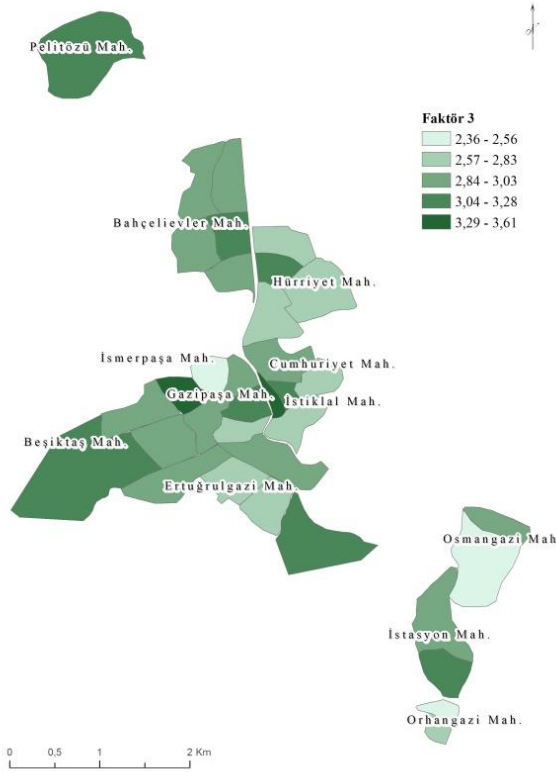 Pelitözü Mah.
Faktör 3
2,36 - 2,56
2,57 - 2,83
2,84 - 3,03
3,04 - 3,28
3,29 - 3,61
Bahçelievler Mah.
Hürriyet Mah.
İsmerpaşa Mah.
Cumhuriyet Mah.
Gazipaşa Mah.
İstiklal Mah.
Beşiktaş Mah.
Ertuğrulgazi Mah.
Osmangazi Mah
İstasyon Mah.
Orhangazi Mah.
0 0,5 1 2 Km